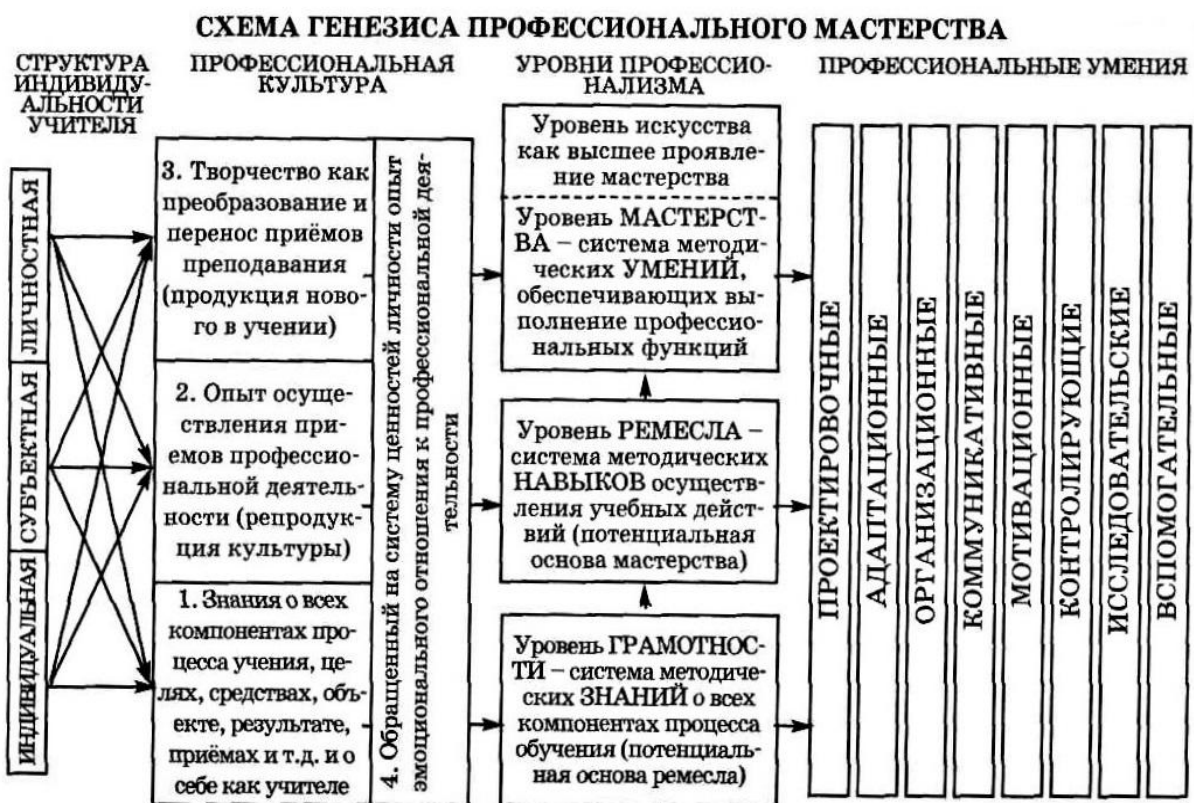 СХЕМА ГЕНЕЗИСА ПРОФЕССИОНАЛЬНОГО МАСТЕРСТВА
СТРУКТУРА
ИНДИВИДУ-
АЛЬНОСТИ
УЧИТЕЛЯ
ЛИЧНОСТНАЯ
СУБЪЕКТНАЯ
ИНДИВИДУАЛЬНАЯ
ПРОФЕССИОНАЛЬНАЯ
КУЛЬТУРА
3. Творчество как
преобразование и
перенос приёмов
преподавания
(продукция ново-
го в учении)
2. Опыт осуще-
ствления при-
емов профессио-
нальной деятель-
ности (репродук-
ция культуры)
1. Знания о всех
компонентах про-
цесса учения, це-
лях, средствах, объ-
екте, результате,
приёмах и т.д. и о
себе как учителе
4. Обращенный на систему ценностей личности опыт
эмоционального отношения к профессиональной дея-
тельности
УРОВНИ ПРОФЕССИО-
НАЛИЗМА
Уровень искусства
как высшее проявле-
ние мастерства
Уровень МАСТЕРСТ-
ВА – система методи-
ческих УМЕНИЙ,
обеспечивающих вы-
полнение профессио-
нальных функций
Уровень РЕМЕСЛА –
система методических
НАВЫКОВ осуществ-
ления учебных дейст-
вий (потенциальная
основа мастерства)
Уровень ГРАМОТНОС-
ТИ – система методиче-
ских ЗНАНИЙ о всех
компонентах процесса
обучения (потенциаль-
ная основа ремесла)
ПРОФЕССИОНАЛЬНЫЕ УМЕНИЯ
ПРОЕКТИРОВОЧНЫЕ
АДАПТАЦИОННЫЕ
ОРГАНИЗАЦИОННЫЕ
КОММУНИКАТИВНЫЕ
МОТИВАЦИОННЫЕ
КОНТРОЛИРУЮЩИЕ
ИССЛЕДОВАТЕЛЬСКИЕ
ВСПОМОГАТЕЛЬНЫЕ